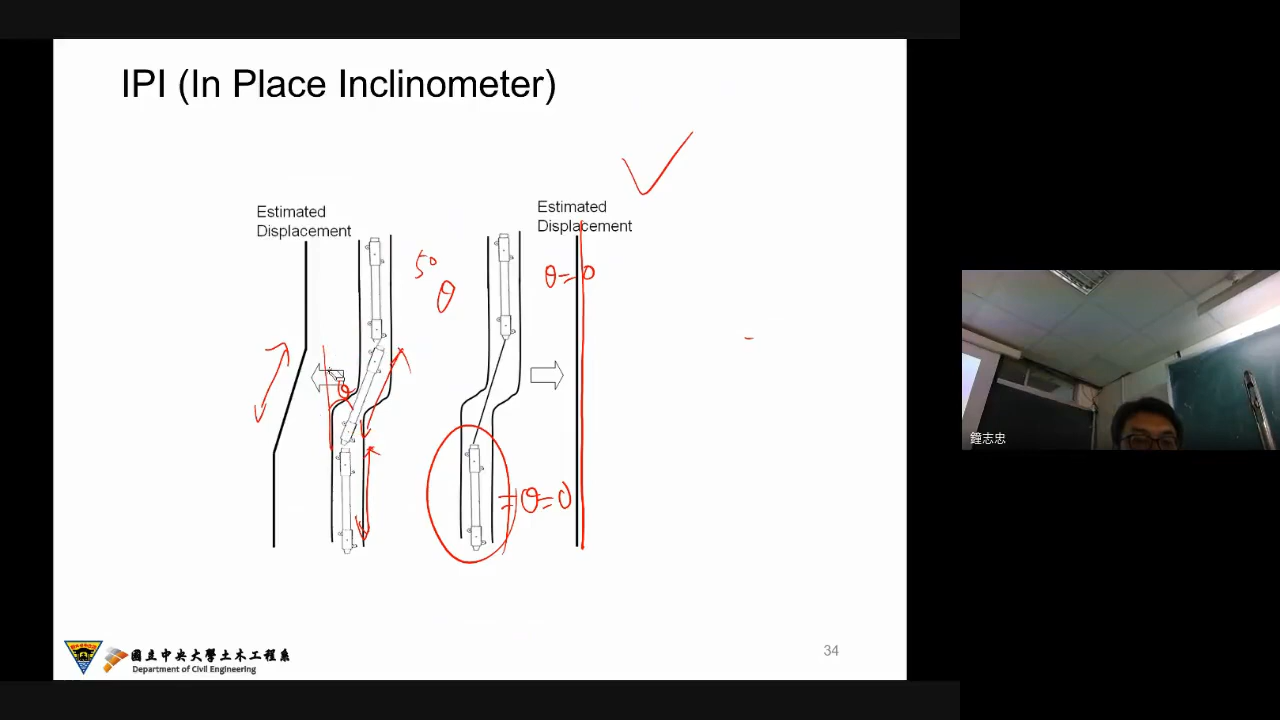 IPI (In Place Inclinometer)
Estimated
Displacement
Estimated
Displacement
5°
θ
θ=0
θ
θ=0
鐘志忠
國立中央大學土木工程系
Department of Civil Engineering
34